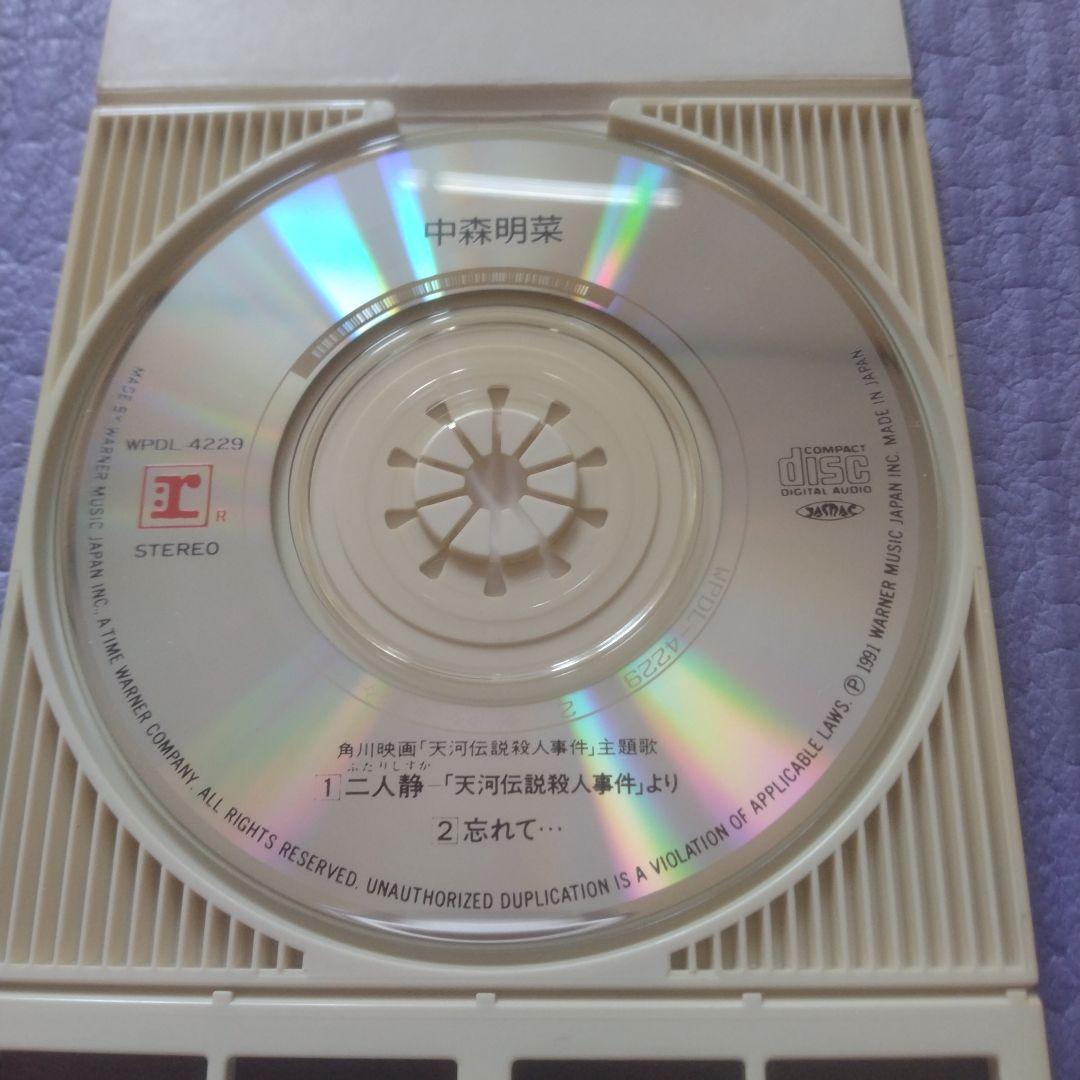 中森明菜
WPDL-4229
r
R
STEREO
COMPACT
disc
DIGITAL AUDIO
JASRAC
WPDL-4229 2
角川映画「天河伝説殺人事件」主題歌
ふたりしずか
1 二人静―「天河伝説殺人事件」より
2 忘れて…
MADE BY WARNER MUSIC JAPAN INC., A TIME WARNER COMPANY. ALL RIGHTS RESERVED. UNAUTHORIZED DUPLICATION IS A VIOLATION OF APPLICABLE LAWS. Ⓟ 1991 WARNER MUSIC JAPAN INC. MADE IN JAPAN